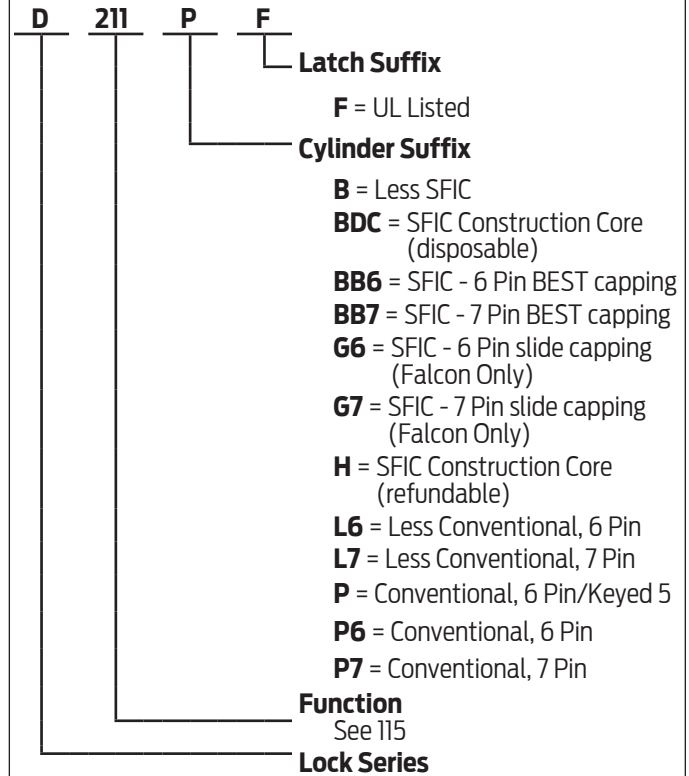 D 211 P F
Latch Suffix
F = UL Listed
Cylinder Suffix
B = Less SFIC
BDC = SFIC Construction Core
(disposable)
BB6 = SFIC - 6 Pin BEST capping
BB7 = SFIC - 7 Pin BEST capping
G6 = SFIC - 6 Pin slide capping
(Falcon Only)
G7 = SFIC - 7 Pin slide capping
(Falcon Only)
H = SFIC Construction Core
(refundable)
L6 = Less Conventional, 6 Pin
L7 = Less Conventional, 7 Pin
P = Conventional, 6 Pin/Keyed 5
P6 = Conventional, 6 Pin
P7 = Conventional, 7 Pin
Function
See 115
Lock Series